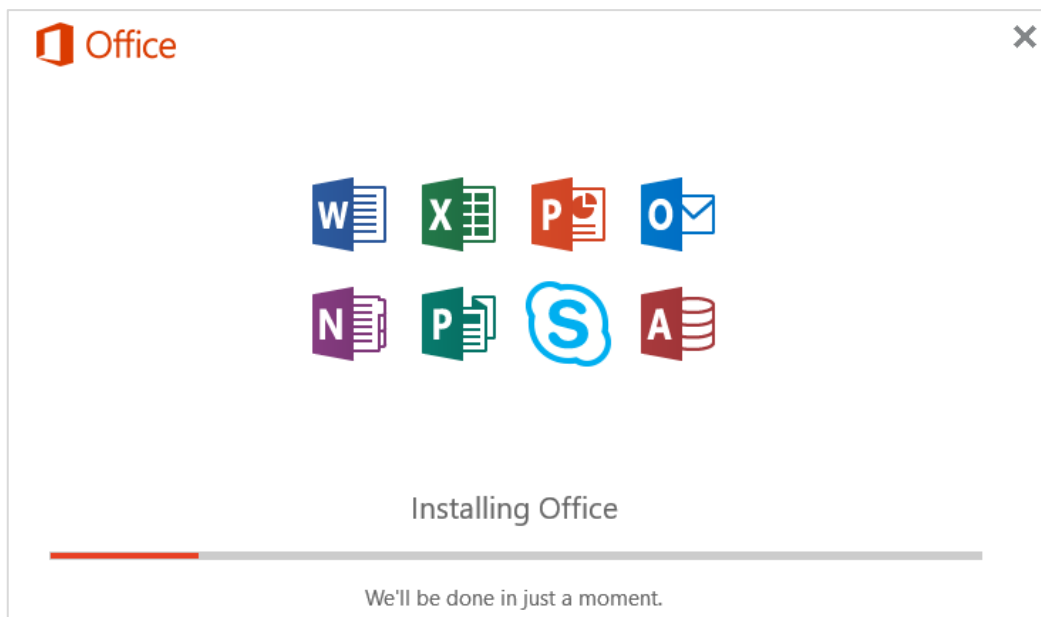 Office
W X P O
N P S A
Installing Office
We'll be done in just a moment.